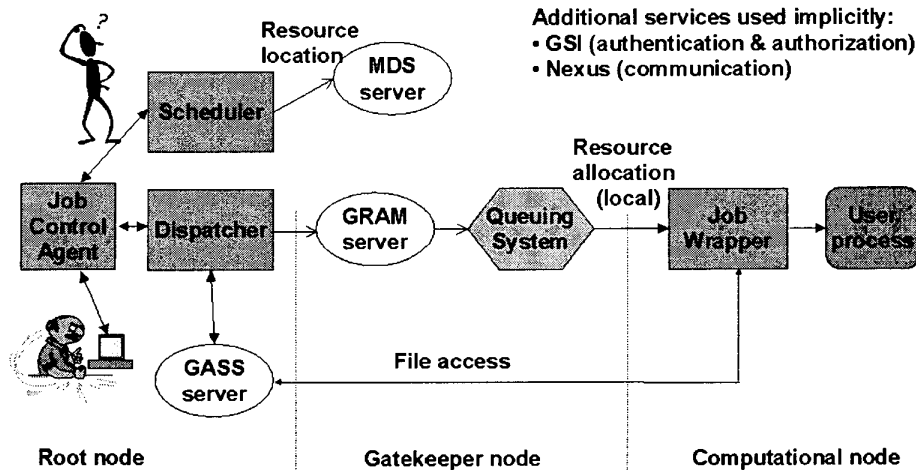 ?
Additional services used implicitly:
• GSI (authentication & authorization)
• Nexus (communication)
Resource
location
MDS
server
Scheduler
Resource
allocation
(local)
Job
Control
Agent
Dispatcher
GRAM
server
Queuing
System
Job
Wrapper
User
process
GASS
server
File access
Root node
Gatekeeper node
Computational node